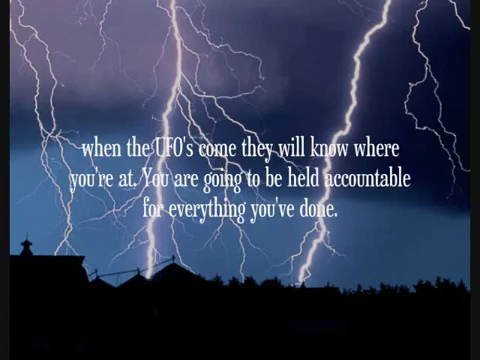 when the UFO's come they will know where
you're at. You are going to be held accountable
for everything you've done.